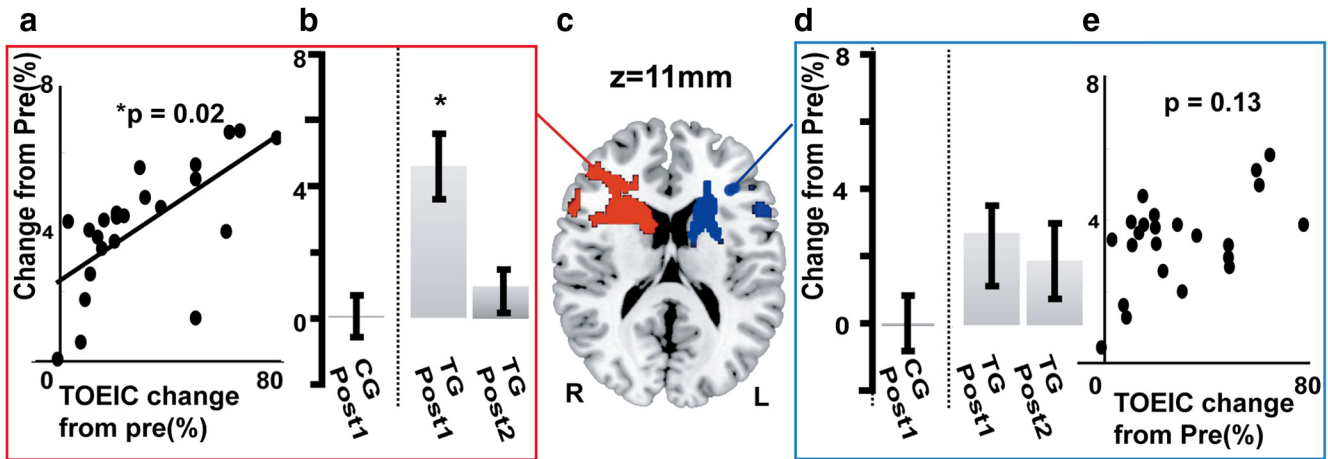 a
b
c
d
e
Change from Pre(%)
8
4
*p = 0.02
0
80
TOEIC change
from pre(%)
8
4
0
*
CG
Post1
TG
Post1
TG
Post2
z=11mm
R
L
Change from Pre(%)
8
4
0
CG
Post1
TG
Post1
TG
Post2
8
4
p = 0.13
0
80
TOEIC change
from Pre(%)